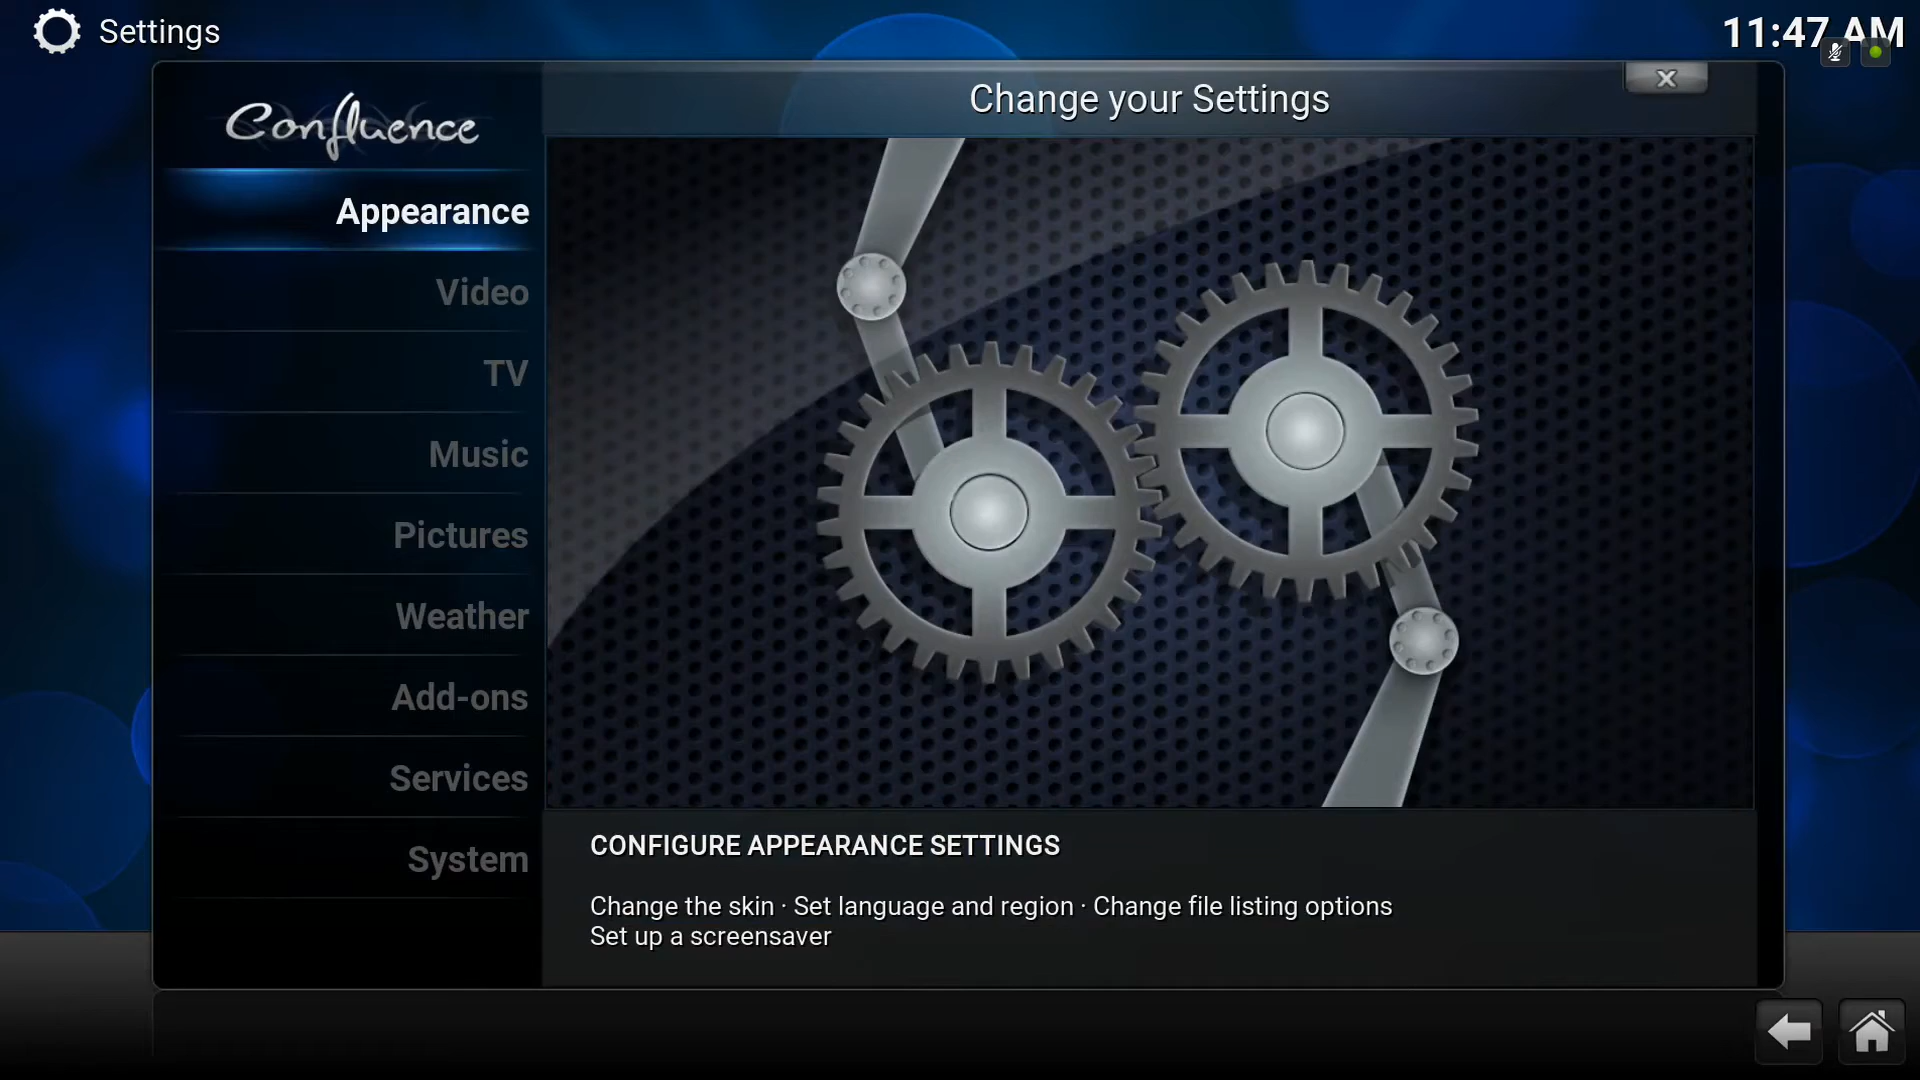 Settings
11:47 AM
Confluence
Change your Settings
X
Appearance
Video
TV
Music
Pictures
Weather
Add-ons
Services
System
CONFIGURE APPEARANCE SETTINGS
Change the skin · Set language and region · Change file listing options
Set up a screensaver